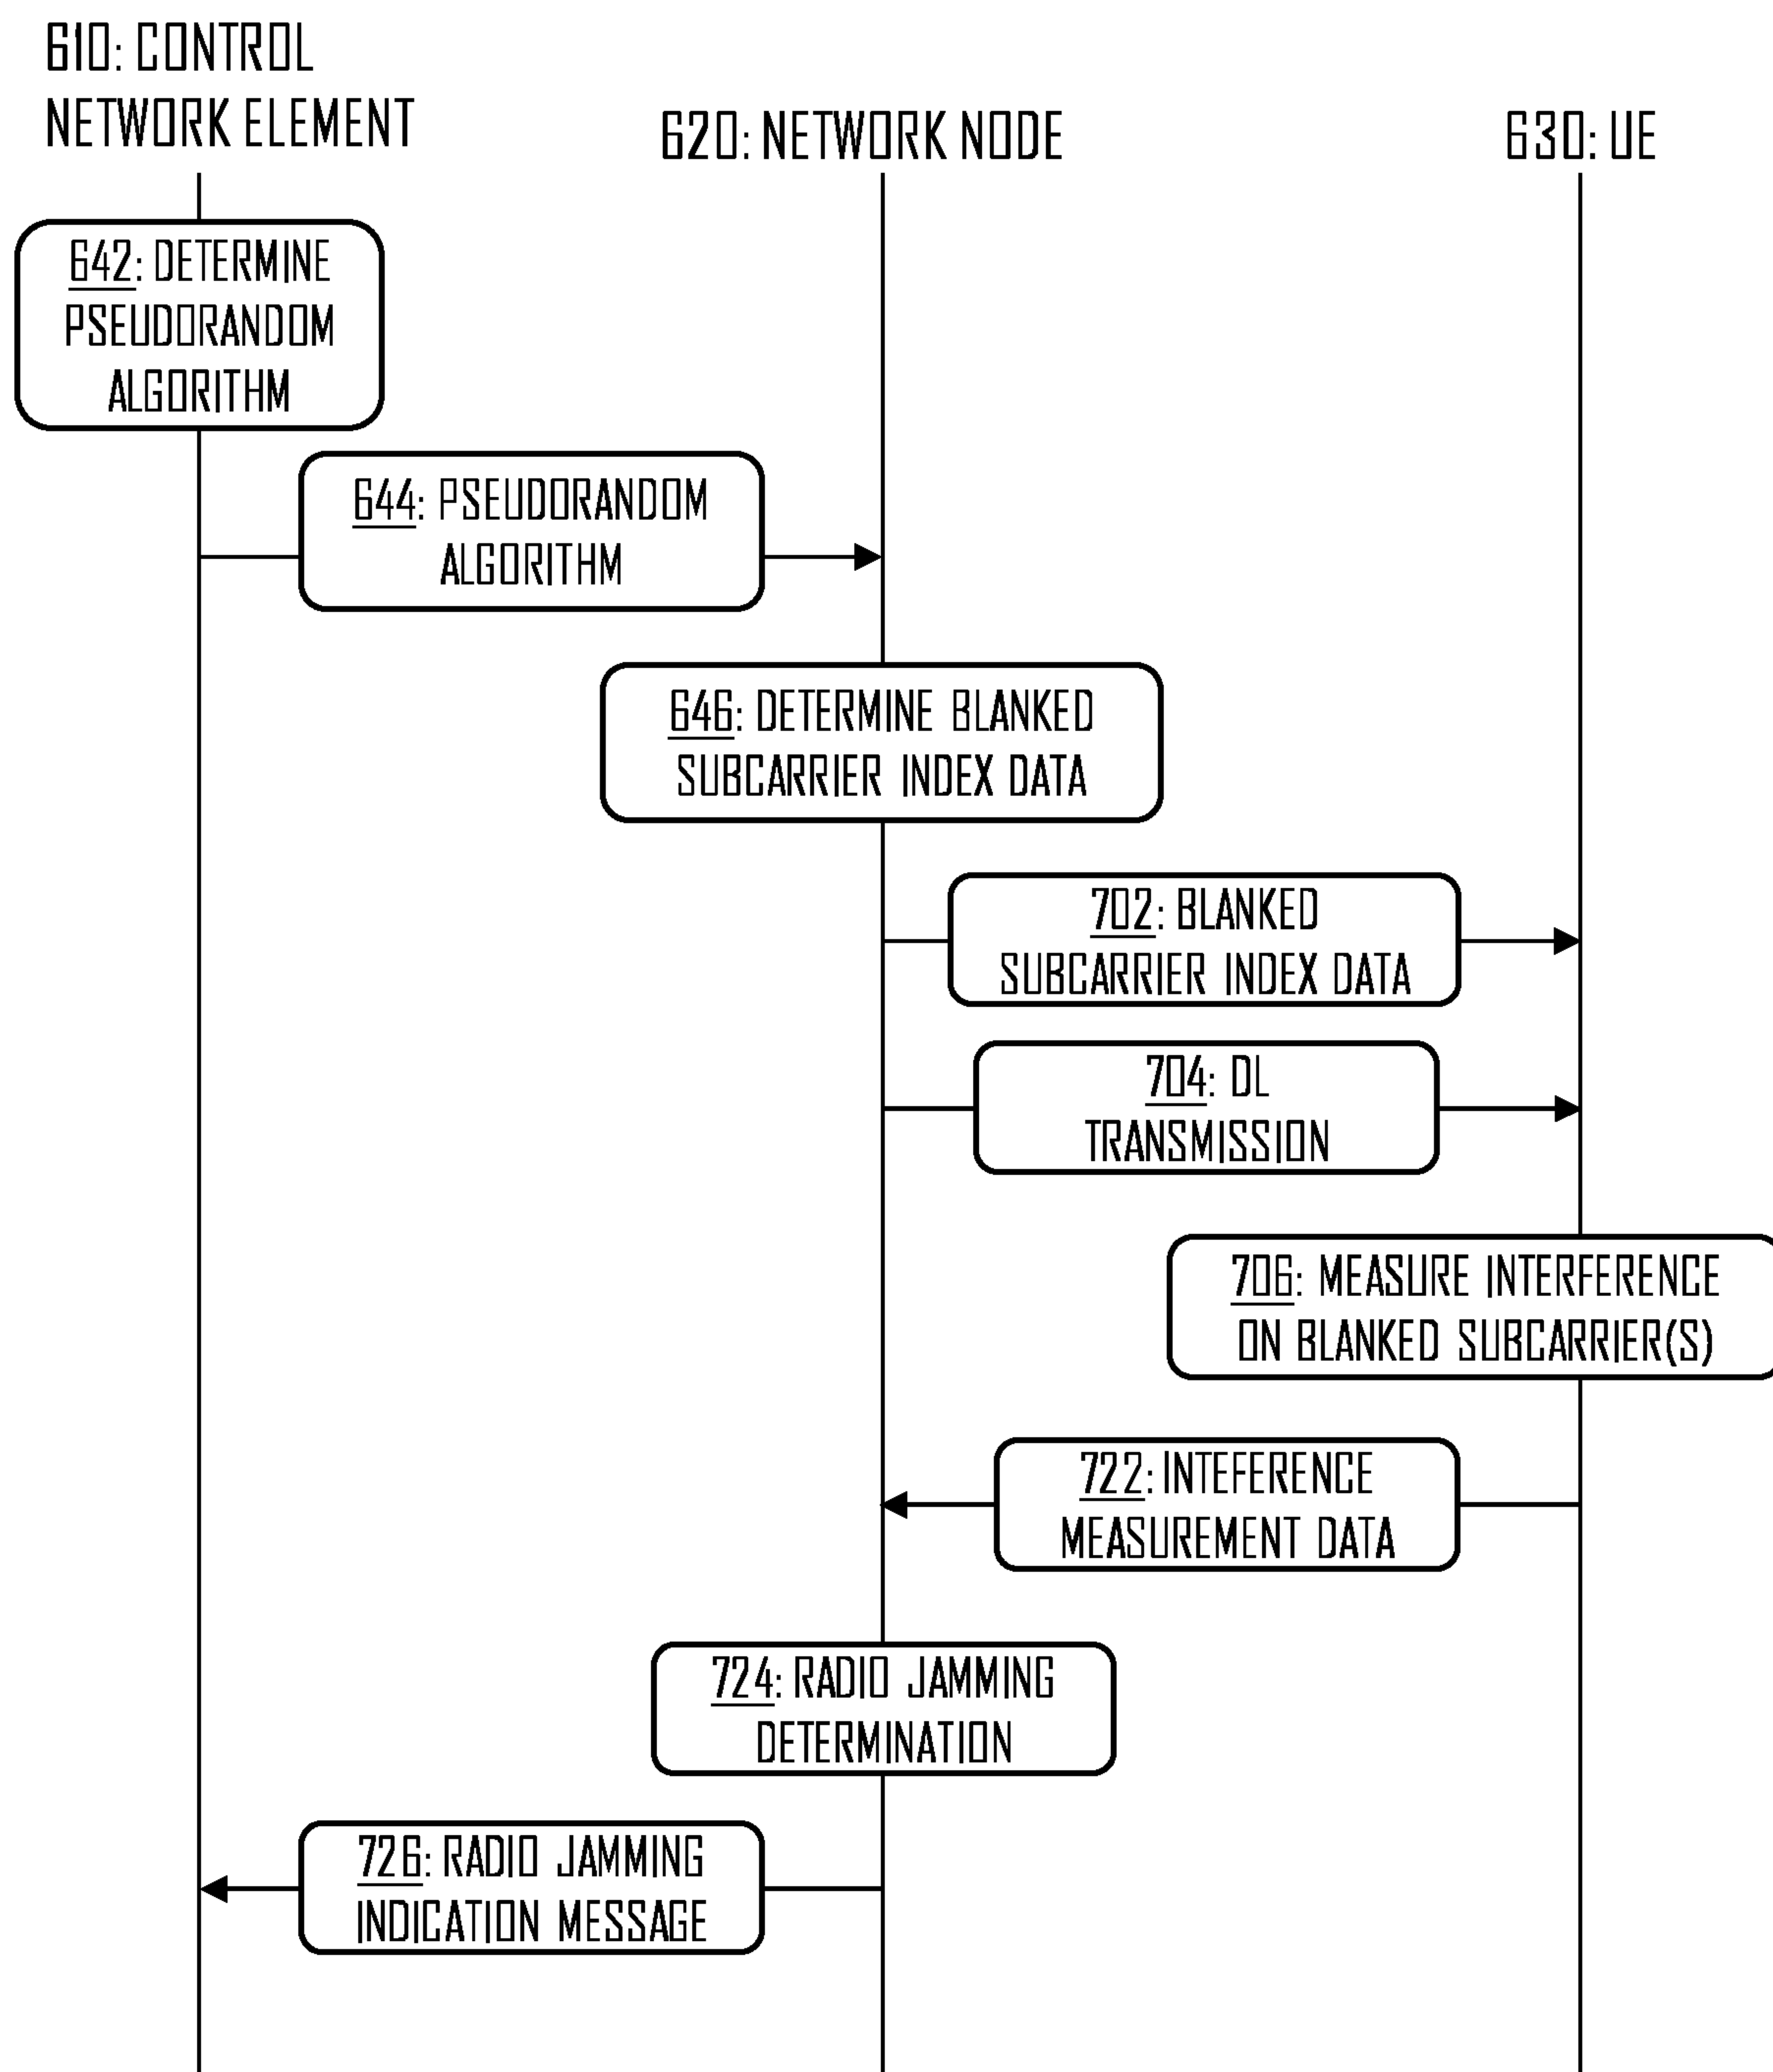 610: CONTROL
NETWORK ELEMENT
620: NETWORK NODE
630: UE
642: DETERMINE
PSEUDORANDOM
ALGORITHM
644: PSEUDORANDOM
ALGORITHM
646: DETERMINE BLANKED
SUBCARRIER INDEX DATA
702: BLANKED
SUBCARRIER INDEX DATA
704: DL
TRANSMISSION
706: MEASURE INTERFERENCE
ON BLANKED SUBCARRIER(S)
722: INTEFERENCE
MEASUREMENT DATA
724: RADIO JAMMING
DETERMINATION
726: RADIO JAMMING
INDICATION MESSAGE